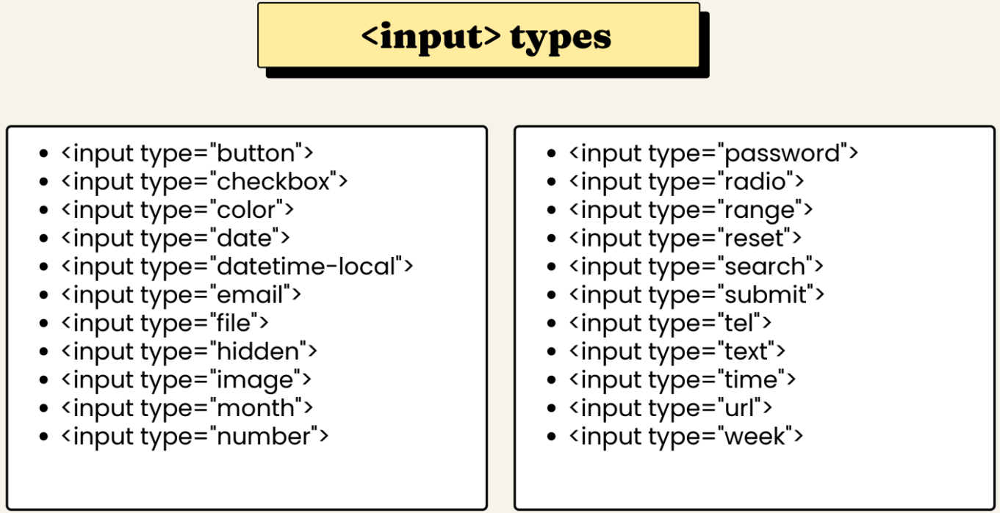 <input> types
• <input type="button">
• <input type="checkbox">
• <input type="color">
• <input type="date">
• <input type="datetime-local">
• <input type="email">
• <input type="file">
• <input type="hidden">
• <input type="image">
• <input type="month">
• <input type="number">
• <input type="password">
• <input type="radio">
• <input type="range">
• <input type="reset">
• <input type="search">
• <input type="submit">
• <input type="tel">
• <input type="text">
• <input type="time">
• <input type="url">
• <input type="week">